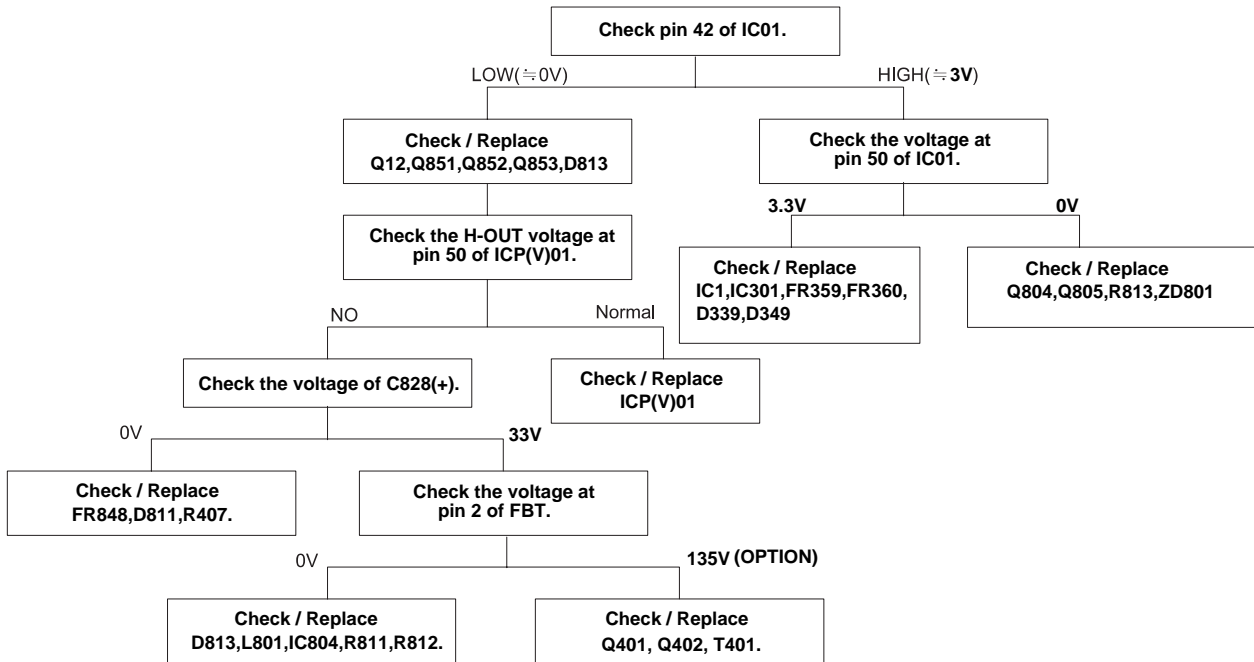 Check pin 42 of IC01.
LOW(≒0V)
HIGH(≒3V)
Check / Replace
Q12,Q851,Q852,Q853,D813
Check the voltage at
pin 50 of IC01.
3.3V
0V
Check the H-OUT voltage at
pin 50 of ICP(V)01.
Check / Replace
IC1,IC301,FR359,FR360,
D339,D349
Check / Replace
Q804,Q805,R813,ZD801
NO
Normal
Check the voltage of C828(+).
Check / Replace
ICP(V)01
0V
33V
Check / Replace
FR848,D811,R407.
Check the voltage at
pin 2 of FBT.
0V
135V (OPTION)
Check / Replace
D813,L801,IC804,R811,R812.
Check / Replace
Q401, Q402, T401.